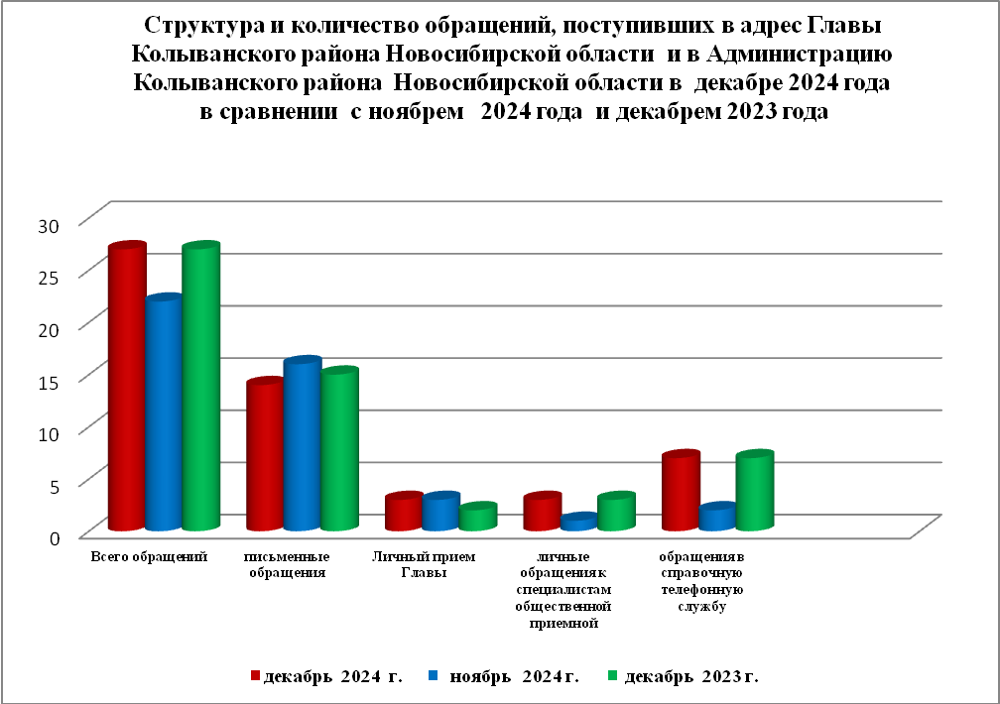 Структура и количество обращений, поступивших в адрес Главы
Колыванского района Новосибирской области и в Администрацию
Колыванского района Новосибирской области в декабре 2024 года
в сравнении с ноябрем 2024 года и декабрем 2023 года
30
25
20
15
10
5
0
Всего обращений
письменные
обращения
Личный прием
Главы
личные
обращения к
специалистам
общественной
приемной
обращения в
справочную
телефонную
службу
декабрь 2024 г.
ноябрь 2024 г.
декабрь 2023 г.